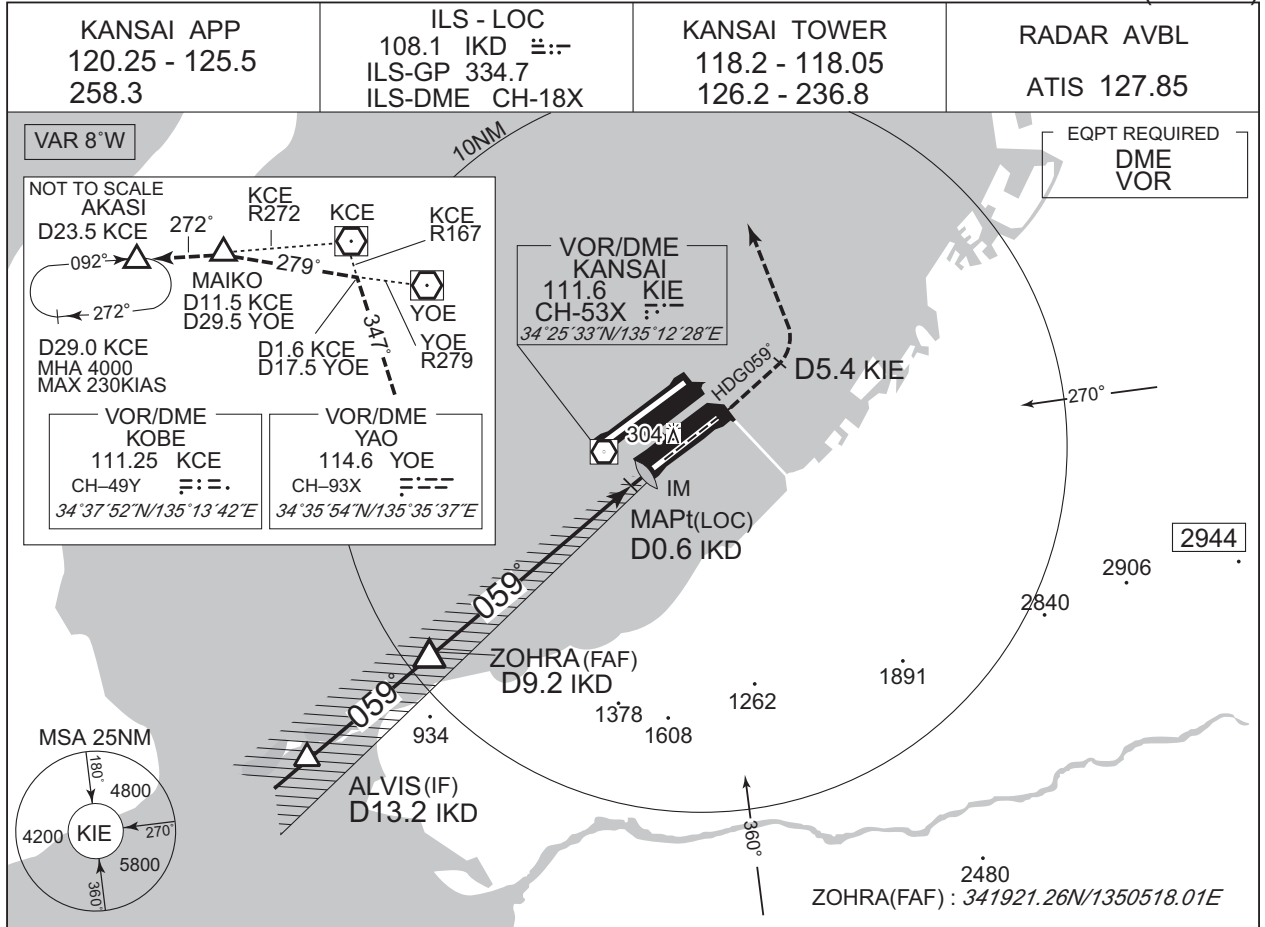 KANSAI APP
120.25 - 125.5
258.3
ILS - LOC
108.1 IKD
ILS-GP 334.7
ILS-DME CH-18X
KANSAI TOWER
118.2 - 118.05
126.2 - 236.8
RADAR AVBL
ATIS 127.85
VAR 8°W
10NM
EQPT REQUIRED
DME
VOR
NOT TO SCALE
AKASI
D23.5 KCE
272°
KCE
R272
KCE
KCE
R167
092°
272°
MAIKO
D11.5 KCE
D29.5 YOE
279°
YOE
347°
YOE
R279
D1.6 KCE
D17.5 YOE
D29.0 KCE
MHA 4000
MAX 230KIAS
VOR/DME
KOBE
111.25 KCE
CH–49Y
34°37′52″N/135°13′42″E
VOR/DME
YAO
114.6 YOE
CH–93X
34°35′54″N/135°35′37″E
VOR/DME
KANSAI
111.6 KIE
CH-53X
34°25′33″N/135°12′28″E
HDG059°
D5.4 KIE
270°
304
IM
MAPt(LOC)
D0.6 IKD
2944
2906
2840
059°
ZOHRA(FAF)
D9.2 IKD
1891
1262
1378
1608
059°
934
ALVIS(IF)
D13.2 IKD
MSA 25NM
180°
4800
4200
KIE
270°
5800
360°
360°
2480
ZOHRA(FAF) : 341921.26N/1350518.01E